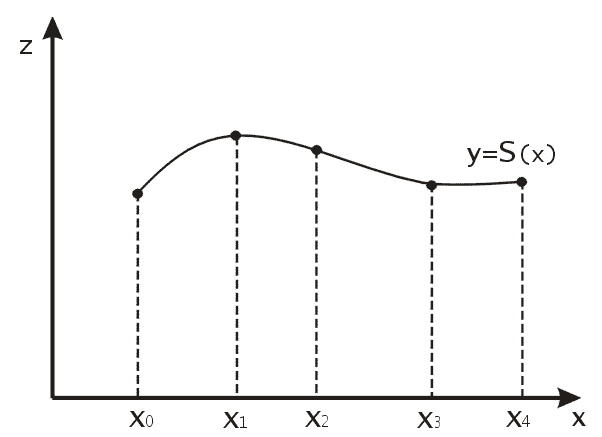 z
y=S(x)
x₀ x₁ x₂ x₃ x₄ x